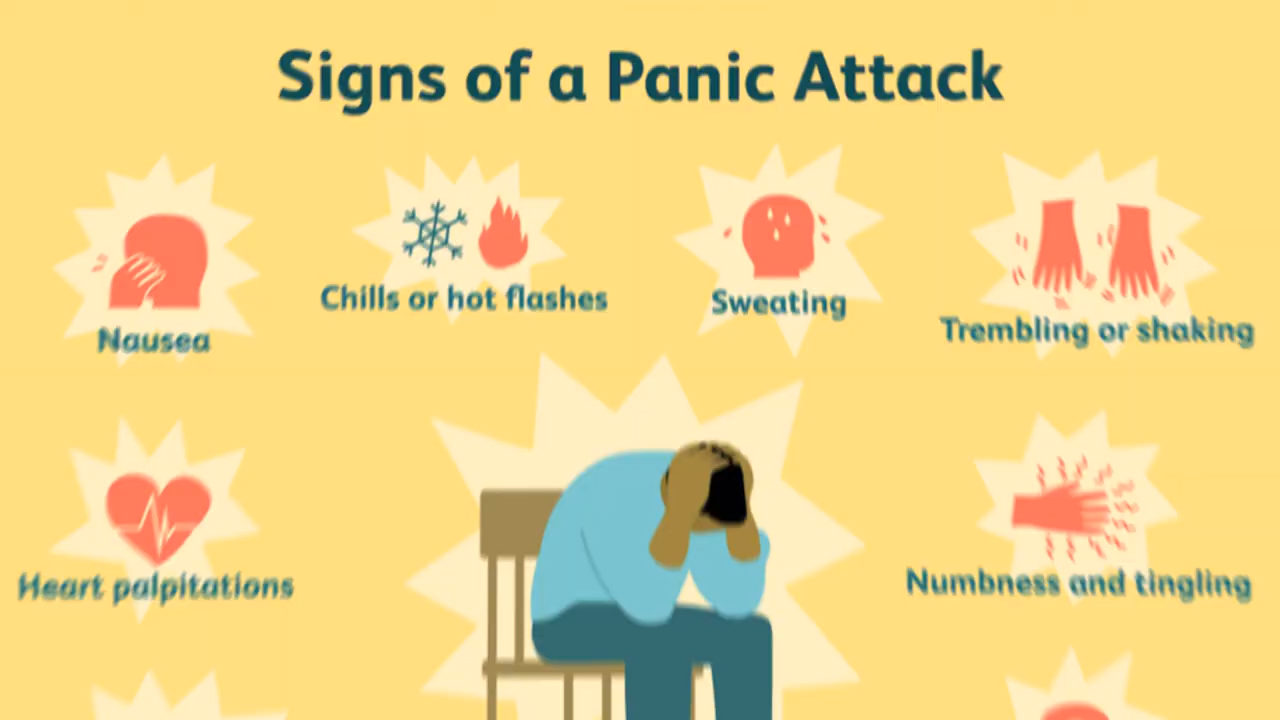 Signs of a Panic Attack
Nausea
Chills or hot flashes
Sweating
Trembling or shaking
Heart palpitations
Numbness and tingling